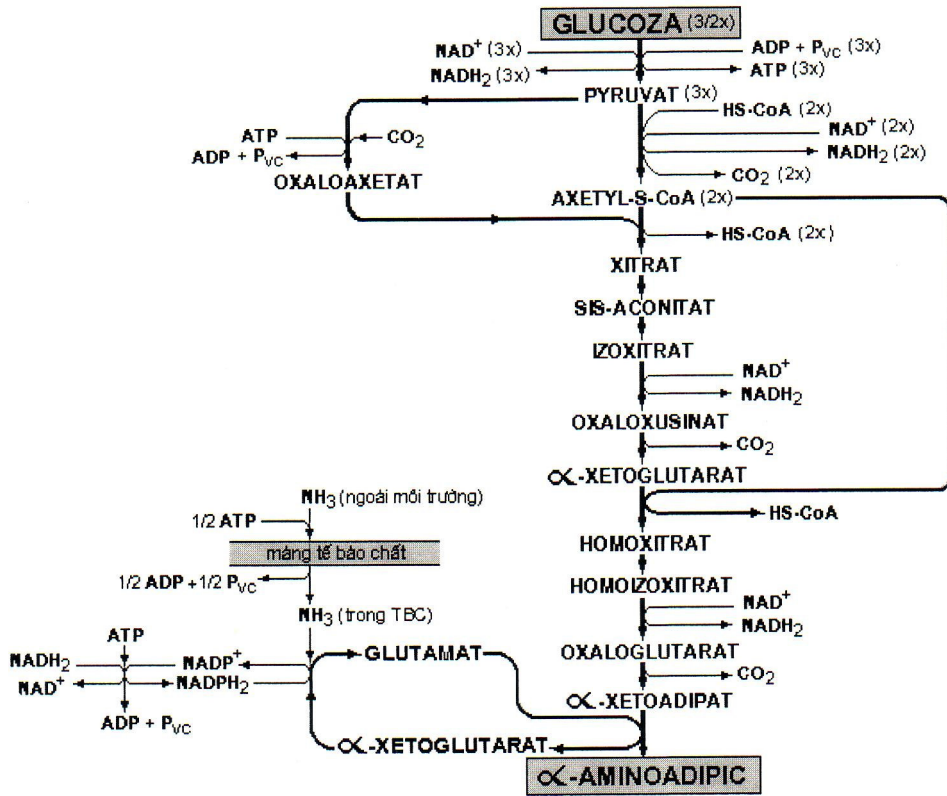 GLUCOZA (3/2x)
NAD+ (3x)
ADP + PVC (3x)
NADH2 (3x)
ATP (3x)
PYRUVAT (3x)
HS-CoA (2x)
ATP
CO2
NAD+ (2x)
ADP + PVC
NADH2 (2x)
CO2 (2x)
OXALOAXETAT
AXETYL-S-CoA (2x)
HS-CoA (2x)
XITRAT
SIS-ACONITAT
IZOXITRAT
NAD+
NADH2
OXALOXUSINAT
CO2
α-XETOGLUTARAT
NH3 (ngoài môi trường)
HS-CoA
1/2 ATP
HOMOXITRAT
màng tế bào chất
1/2 ADP + 1/2 PVC
HOMOIZOXITRAT
NAD+
NH3 (trong TBC)
NADH2
ATP
OXALOGLUTARAT
NADH2
NADP+
GLUTAMAT
CO2
NAD+
NADPH2
α-XETOADIPAT
ADP + PVC
α-XETOGLUTARAT
α-AMINOADIPIC